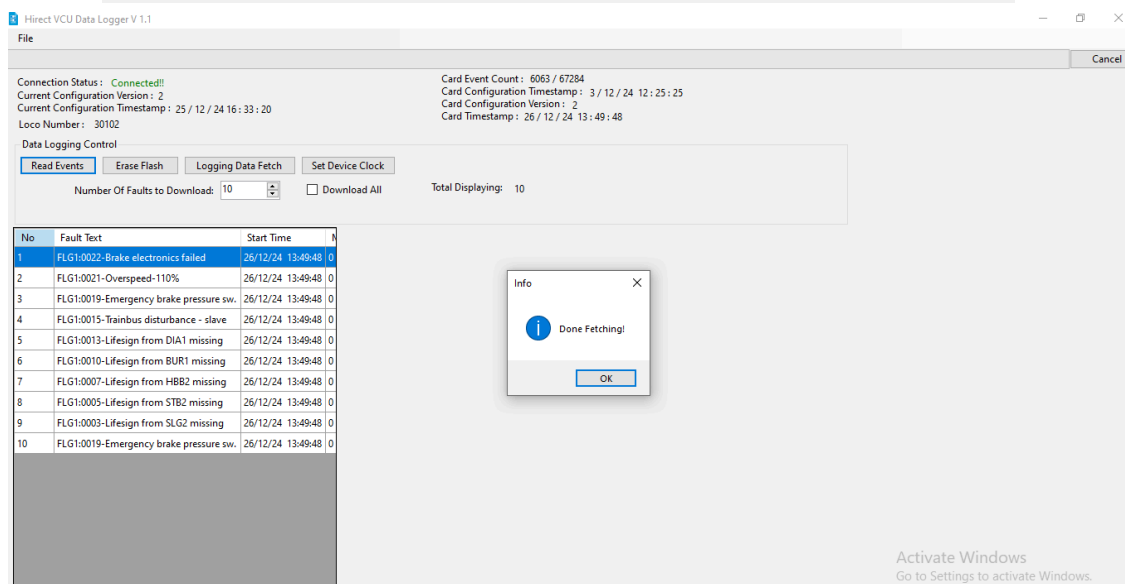 Hirect VCU Data Logger V 1.1
File
Cancel
Connection Status : Connected!!
Current Configuration Version : 2
Current Configuration Timestamp : 25 / 12 / 24 16 : 33 : 20
Loco Number : 30102
Card Event Count : 6063 / 67284
Card Configuration Timestamp : 3 / 12 / 24 12 : 25 : 25
Card Configuration Version : 2
Card Timestamp : 26 / 12 / 24 13 : 49 : 48
Data Logging Control
Read Events Erase Flash Logging Data Fetch Set Device Clock
Number Of Faults to Download: 10 Download All Total Displaying: 10
No Fault Text Start Time
1 FLG1:0022-Brake electronics failed 26/12/24 13:49:48 0
2 FLG1:0021-Overspeed-110% 26/12/24 13:49:48 0
3 FLG1:0019-Emergency brake pressure sw. 26/12/24 13:49:48 0
4 FLG1:0015-Trainbus disturbance - slave 26/12/24 13:49:48 0
5 FLG1:0013-Lifesign from DIA1 missing 26/12/24 13:49:48 0
6 FLG1:0010-Lifesign from BUR1 missing 26/12/24 13:49:48 0
7 FLG1:0007-Lifesign from HBB2 missing 26/12/24 13:49:48 0
8 FLG1:0005-Lifesign from STB2 missing 26/12/24 13:49:48 0
9 FLG1:0003-Lifesign from SLG2 missing 26/12/24 13:49:48 0
10 FLG1:0019-Emergency brake pressure sw. 26/12/24 13:49:48 0
Info
Done Fetching!
OK
Activate Windows
Go to Settings to activate Windows.